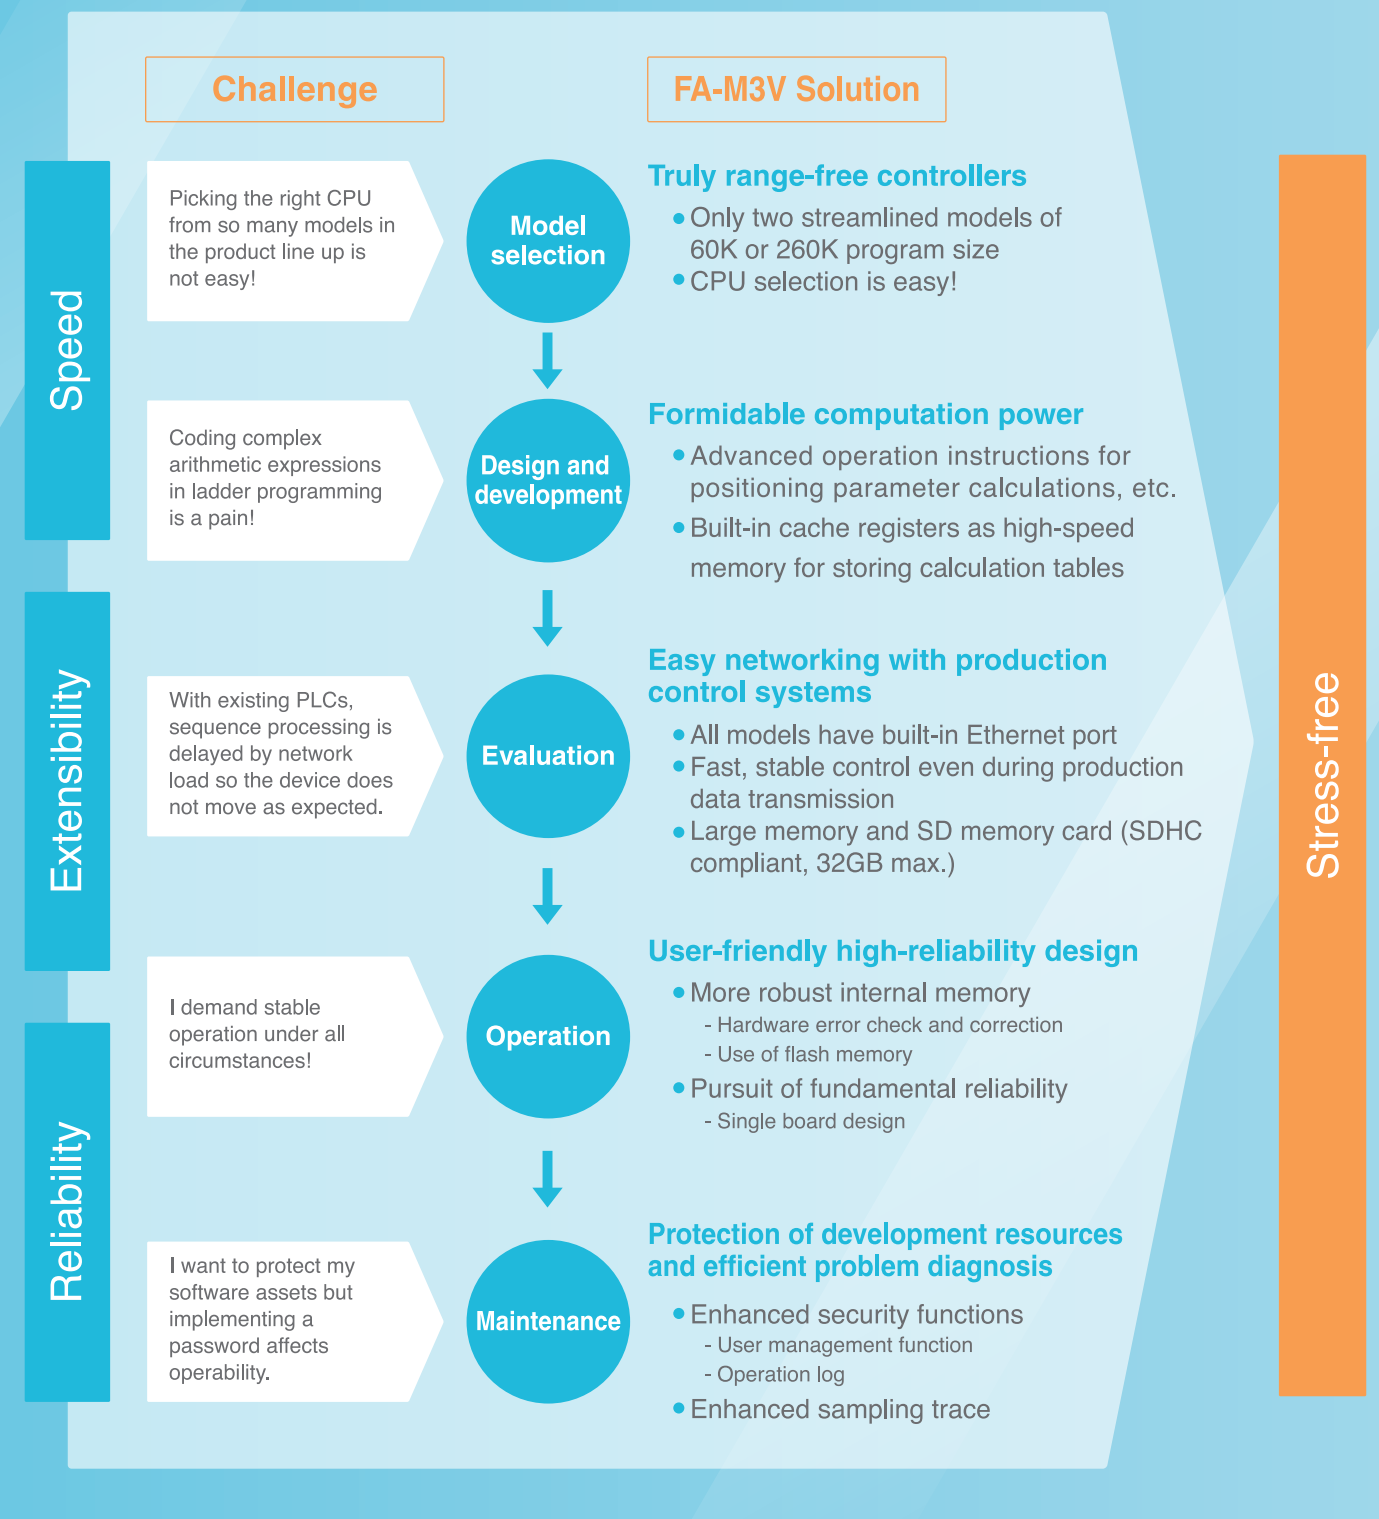 Challenge
FA-M3V Solution
Speed
Picking the right CPU
from so many models in
the product line up is
not easy!
Model
selection
Truly range-free controllers
• Only two streamlined models of
60K or 260K program size
• CPU selection is easy!
Coding complex
arithmetic expressions
in ladder programming
is a pain!
Design and
development
Formidable computation power
• Advanced operation instructions for
positioning parameter calculations, etc.
• Built-in cache registers as high-speed
memory for storing calculation tables
Extensibility
With existing PLCs,
sequence processing is
delayed by network
load so the device does
not move as expected.
Evaluation
Easy networking with production
control systems
• All models have built-in Ethernet port
• Fast, stable control even during production
data transmission
• Large memory and SD memory card (SDHC
compliant, 32GB max.)
I demand stable
operation under all
circumstances!
Operation
User-friendly high-reliability design
• More robust internal memory
- Hardware error check and correction
- Use of flash memory
• Pursuit of fundamental reliability
- Single board design
Reliability
I want to protect my
software assets but
implementing a
password affects
operability.
Maintenance
Protection of development resources
and efficient problem diagnosis
• Enhanced security functions
- User management function
- Operation log
• Enhanced sampling trace
Stress-free